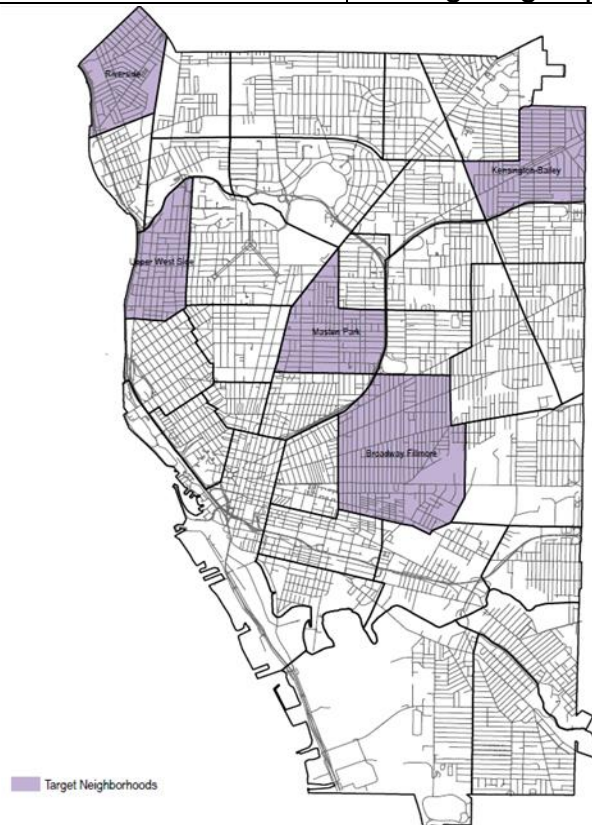 Riverside
Kensington-Bailey
Upper West Side
Masten Park
Broadway Fillmore
Target Neighborhoods